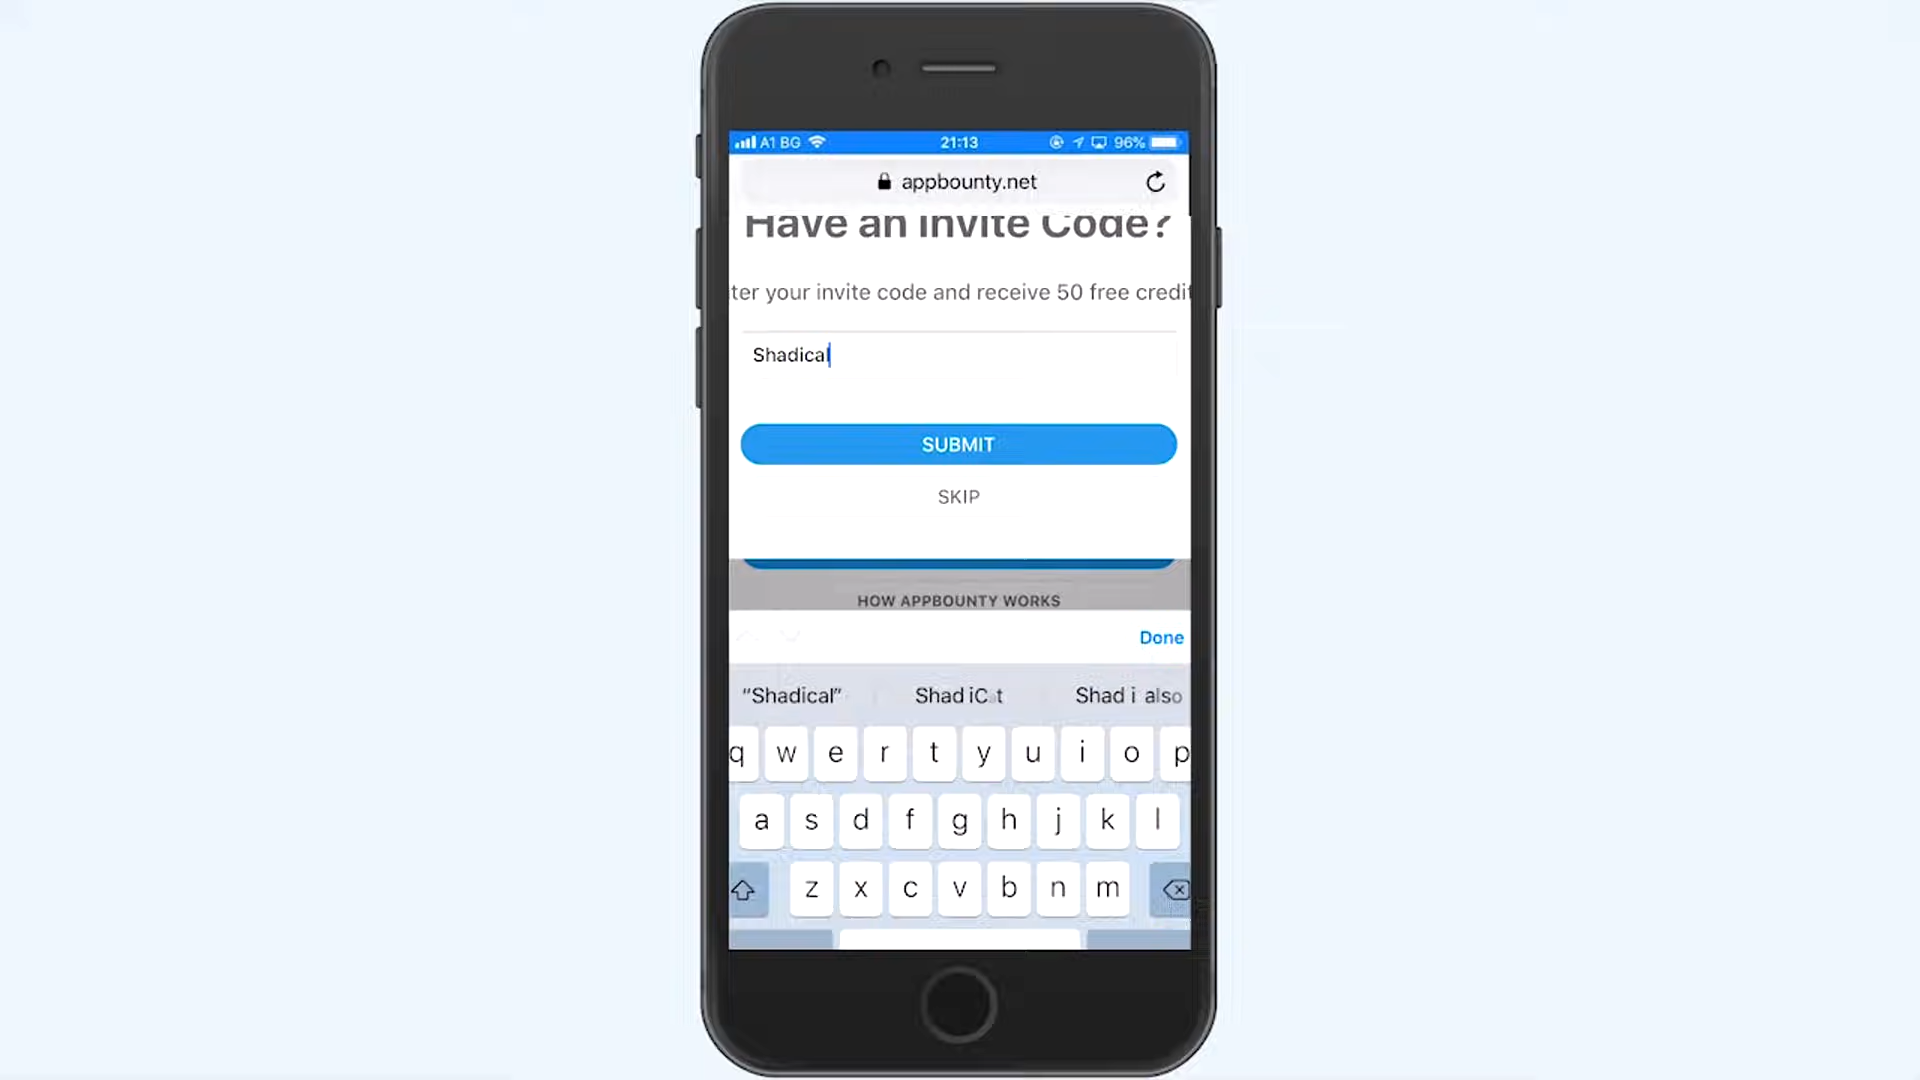 A1 BG 21:13 96%
appbounty.net
Have an Invite Code?
ter your invite code and receive 50 free credit
Shadical
SUBMIT
SKIP
HOW APPBOUNTY WORKS
Done
“Shadical” Shad iCat Shad i also
q w e r t y u i o p
a s d f g h j k l
z x c v b n m